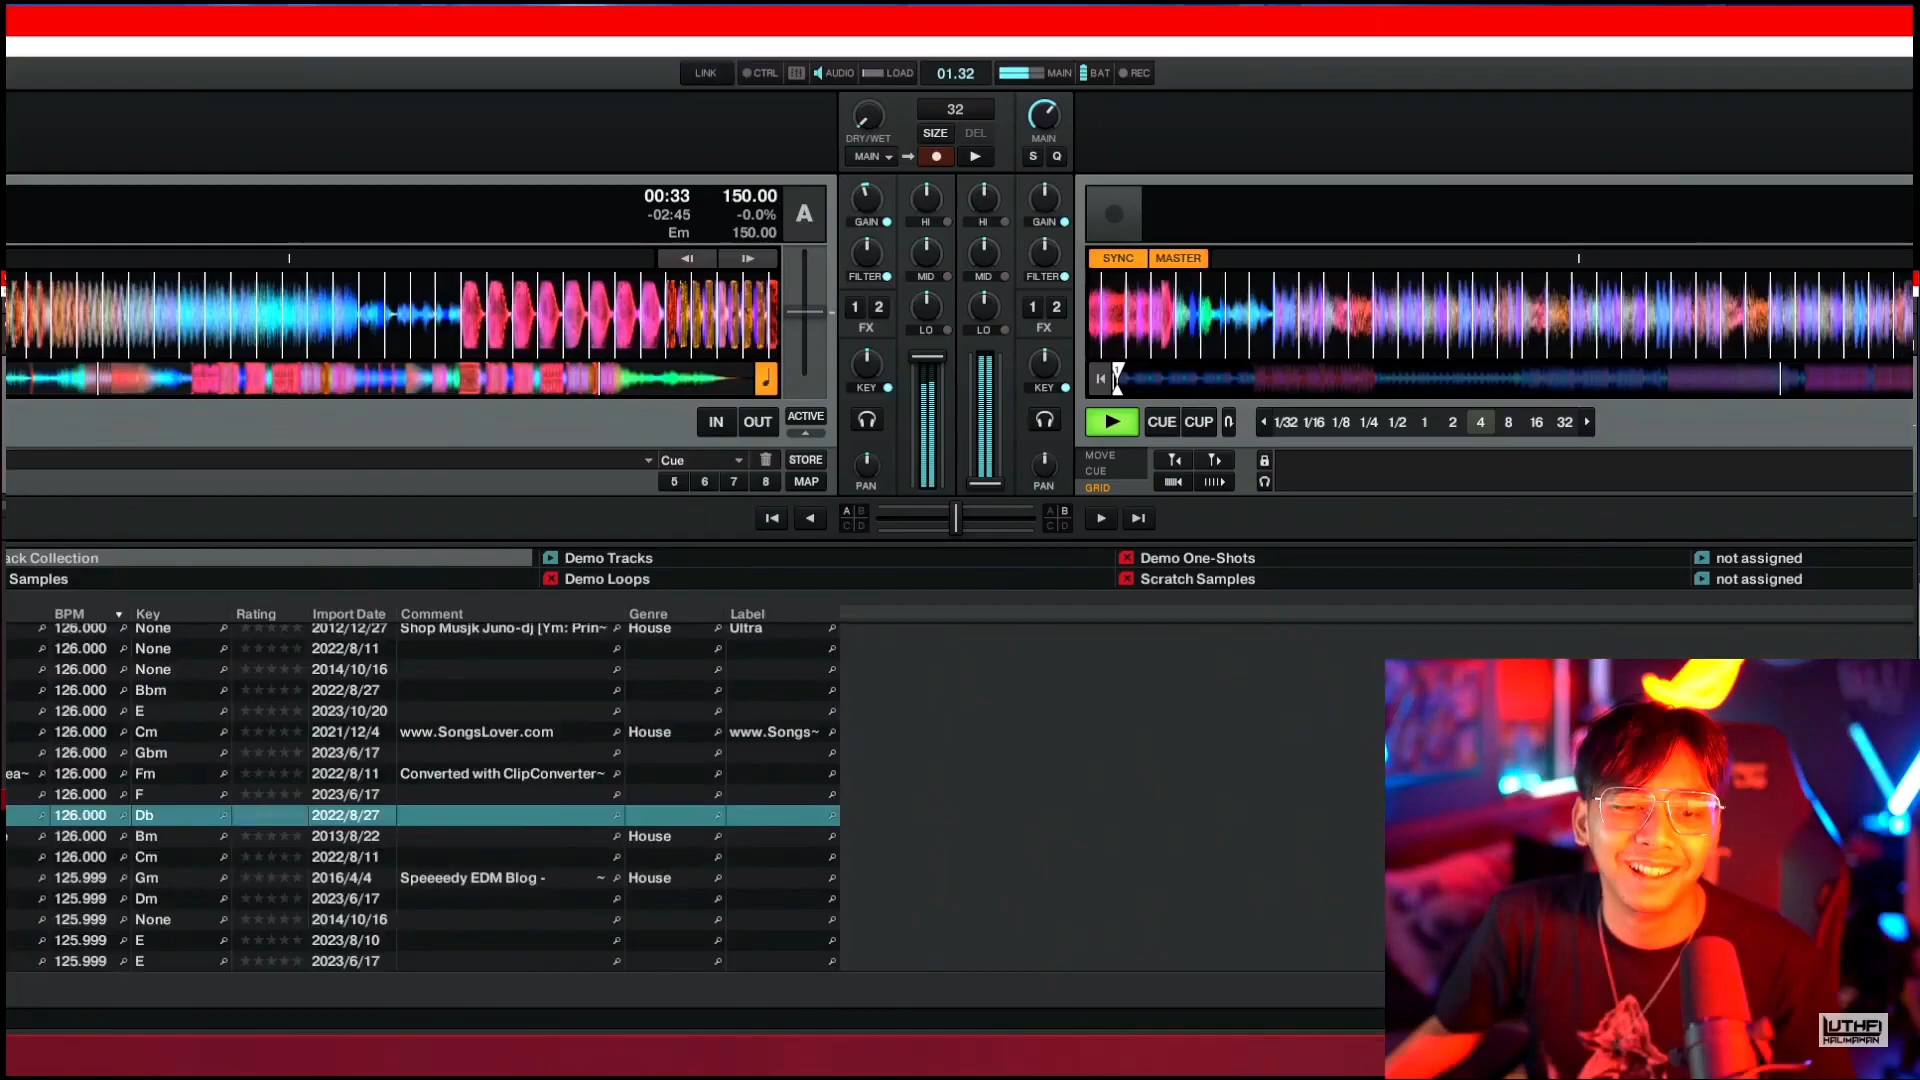 LINK CTRL AUDIO LOAD 01.32 MAIN BAT REC
32
DRY/WET SIZE DEL MAIN
MAIN S Q
00:33 150.00
-02:45 -0.0%
Em 150.00
A
GAIN HI HI GAIN
FILTER MID MID FILTER
1 2 LO LO 1 2
FX FX
KEY KEY
PAN PAN
SYNC MASTER
IN OUT ACTIVE
Cue STORE
5 6 7 8 MAP
1
CUE CUP 1/32 1/16 1/8 1/4 1/2 1 2 4 8 16 32
MOVE
CUE
GRID
A B A B
C D C D
ack Collection Demo Tracks Demo One-Shots not assigned
Samples Demo Loops Scratch Samples not assigned
BPM Key Rating Import Date Comment Genre Label
126.000 None 2012/12/27 Shop Musjk Juno-dj [Ym: Prin~ House Ultra
126.000 None 2022/8/11
126.000 None 2014/10/16
126.000 Bbm 2022/8/27
126.000 E 2023/10/20
126.000 Cm 2021/12/4 www.SongsLover.com House www.Songs~
126.000 Gbm 2023/6/17
ea~ 126.000 Fm 2022/8/11 Converted with ClipConverter~
126.000 F 2023/6/17
126.000 Db 2022/8/27
126.000 Bm 2013/8/22 House
126.000 Cm 2022/8/11
125.999 Gm 2016/4/4 Speeeedy EDM Blog - ~ House
125.999 Dm 2023/6/17
125.999 None 2014/10/16
125.999 E 2023/8/10
125.999 E 2023/6/17
LUTHFI
HALIMAWAN